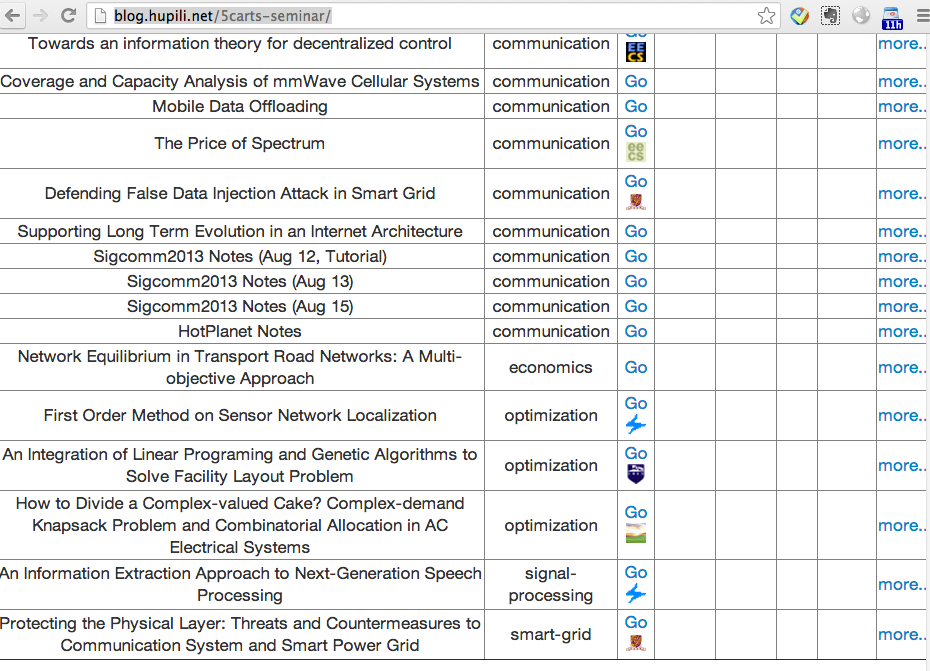 blog.hupili.net/5carts-seminar/
11h
Towards an information theory for decentralized control communication Go more..
EE
CS
Coverage and Capacity Analysis of mmWave Cellular Systems communication Go more..
Mobile Data Offloading communication Go more..
The Price of Spectrum communication Go more..
ee
cs
Defending False Data Injection Attack in Smart Grid communication Go more..
Supporting Long Term Evolution in an Internet Architecture communication Go more..
Sigcomm2013 Notes (Aug 12, Tutorial) communication Go more..
Sigcomm2013 Notes (Aug 13) communication Go more..
Sigcomm2013 Notes (Aug 15) communication Go more..
HotPlanet Notes communication Go more..
Network Equilibrium in Transport Road Networks: A Multi-
objective Approach economics Go more..
First Order Method on Sensor Network Localization optimization Go more..
An Integration of Linear Programing and Genetic Algorithms to
Solve Facility Layout Problem optimization Go more..
How to Divide a Complex-valued Cake? Complex-demand
Knapsack Problem and Combinatorial Allocation in AC
Electrical Systems optimization Go more..
An Information Extraction Approach to Next-Generation Speech
Processing signal-
processing Go more..
Protecting the Physical Layer: Threats and Countermeasures to
Communication System and Smart Power Grid smart-grid Go more..